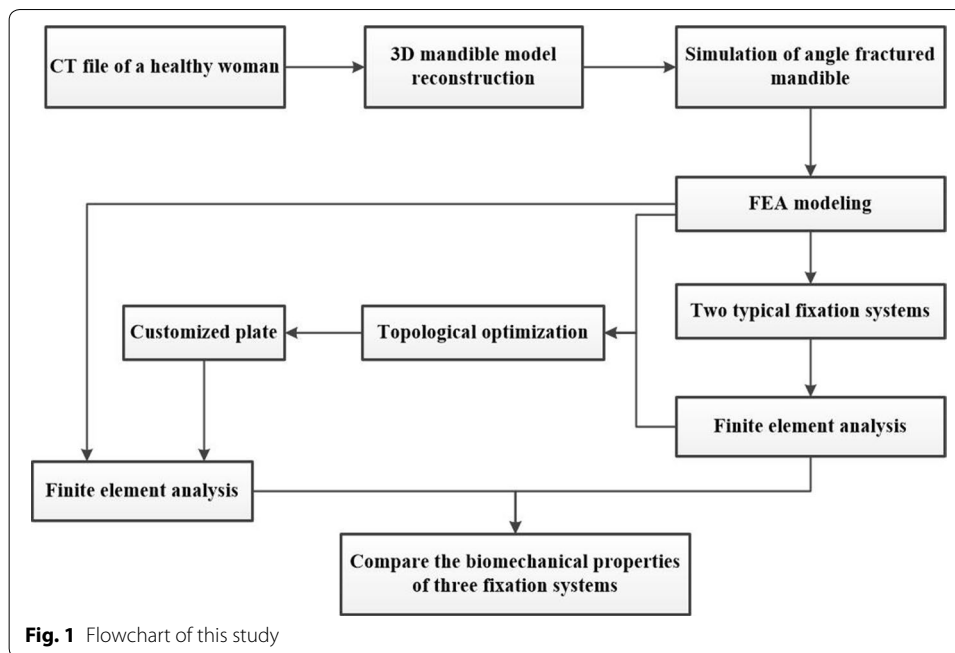 CT file of a healthy woman
3D mandible model
reconstruction
Simulation of angle fractured
mandible
FEA modeling
Two typical fixation systems
Customized plate
Topological optimization
Finite element analysis
Finite element analysis
Compare the biomechanical properties
of three fixation systems
Fig. 1 Flowchart of this study